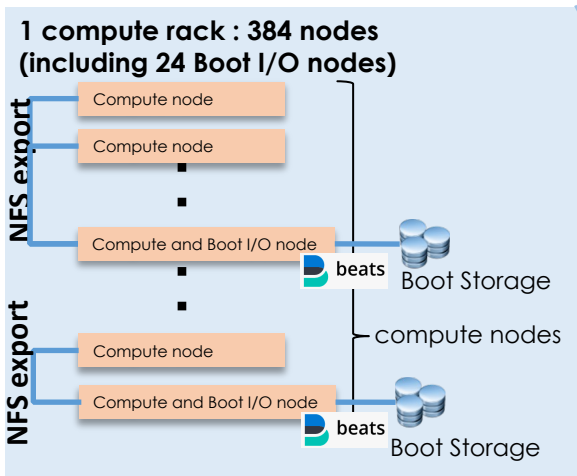 1 compute rack : 384 nodes
(including 24 Boot I/O nodes)
NFS export
Compute node
Compute node
Compute and Boot I/O node
beats
Boot Storage
compute nodes
NFS export
Compute node
Compute and Boot I/O node
beats
Boot Storage